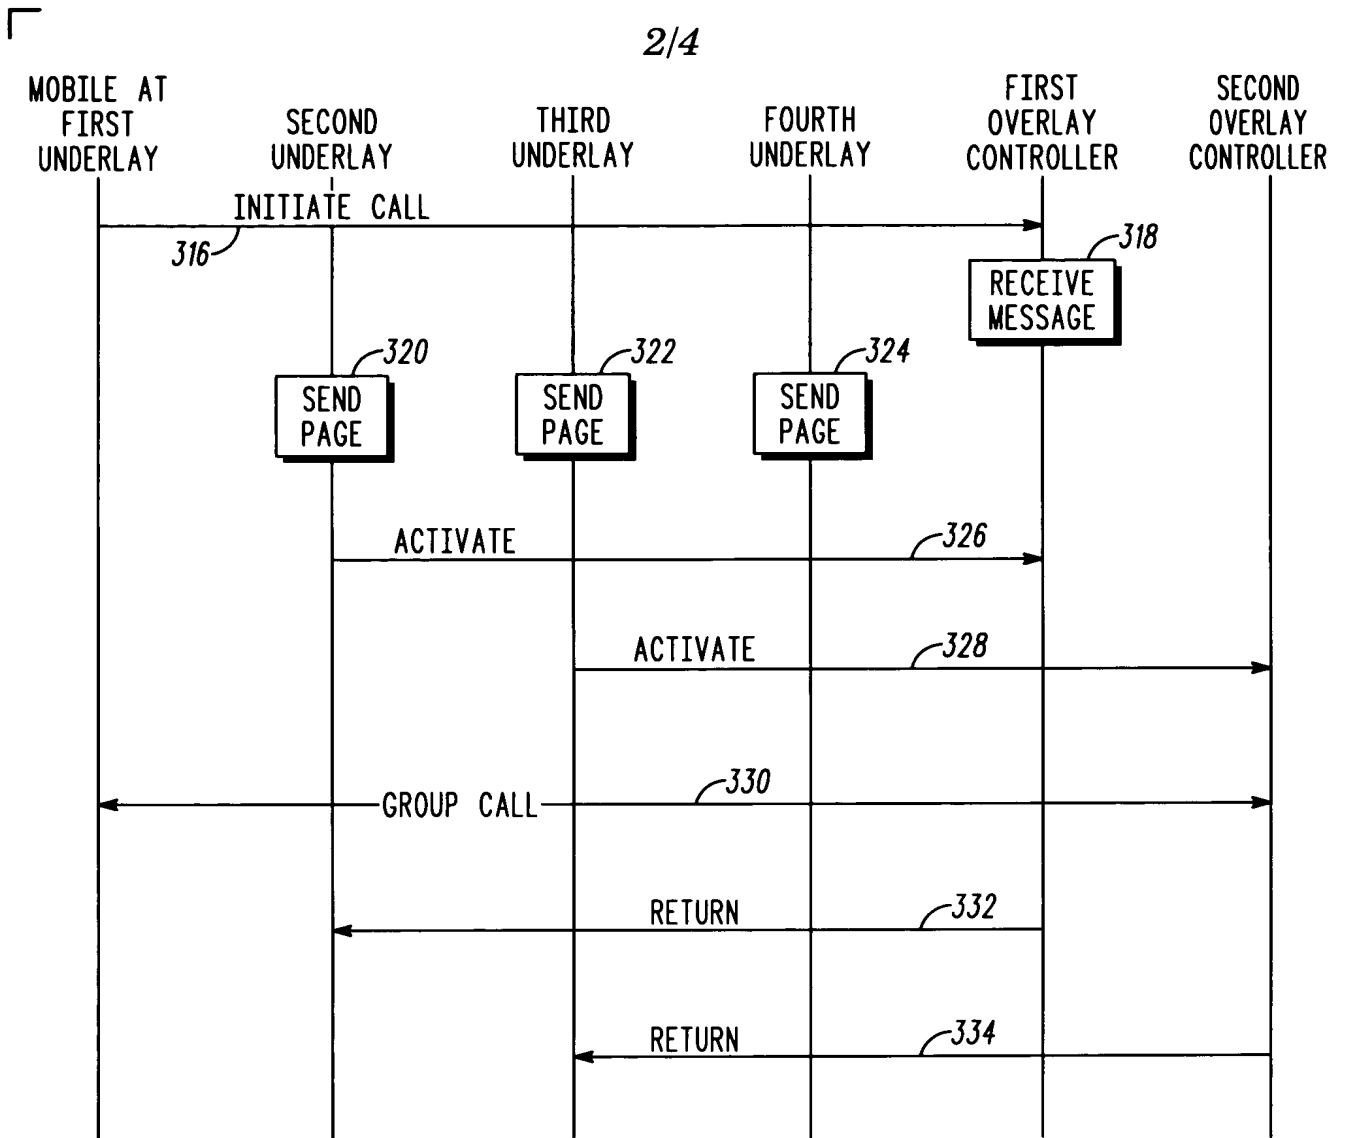 2/4
MOBILE AT
FIRST
UNDERLAY
SECOND
UNDERLAY
THIRD
UNDERLAY
FOURTH
UNDERLAY
FIRST
OVERLAY
CONTROLLER
SECOND
OVERLAY
CONTROLLER
INITIATE CALL
316
318
RECEIVE
MESSAGE
320
SEND
PAGE
322
SEND
PAGE
324
SEND
PAGE
ACTIVATE
326
ACTIVATE
328
GROUP CALL
330
RETURN
332
RETURN
334